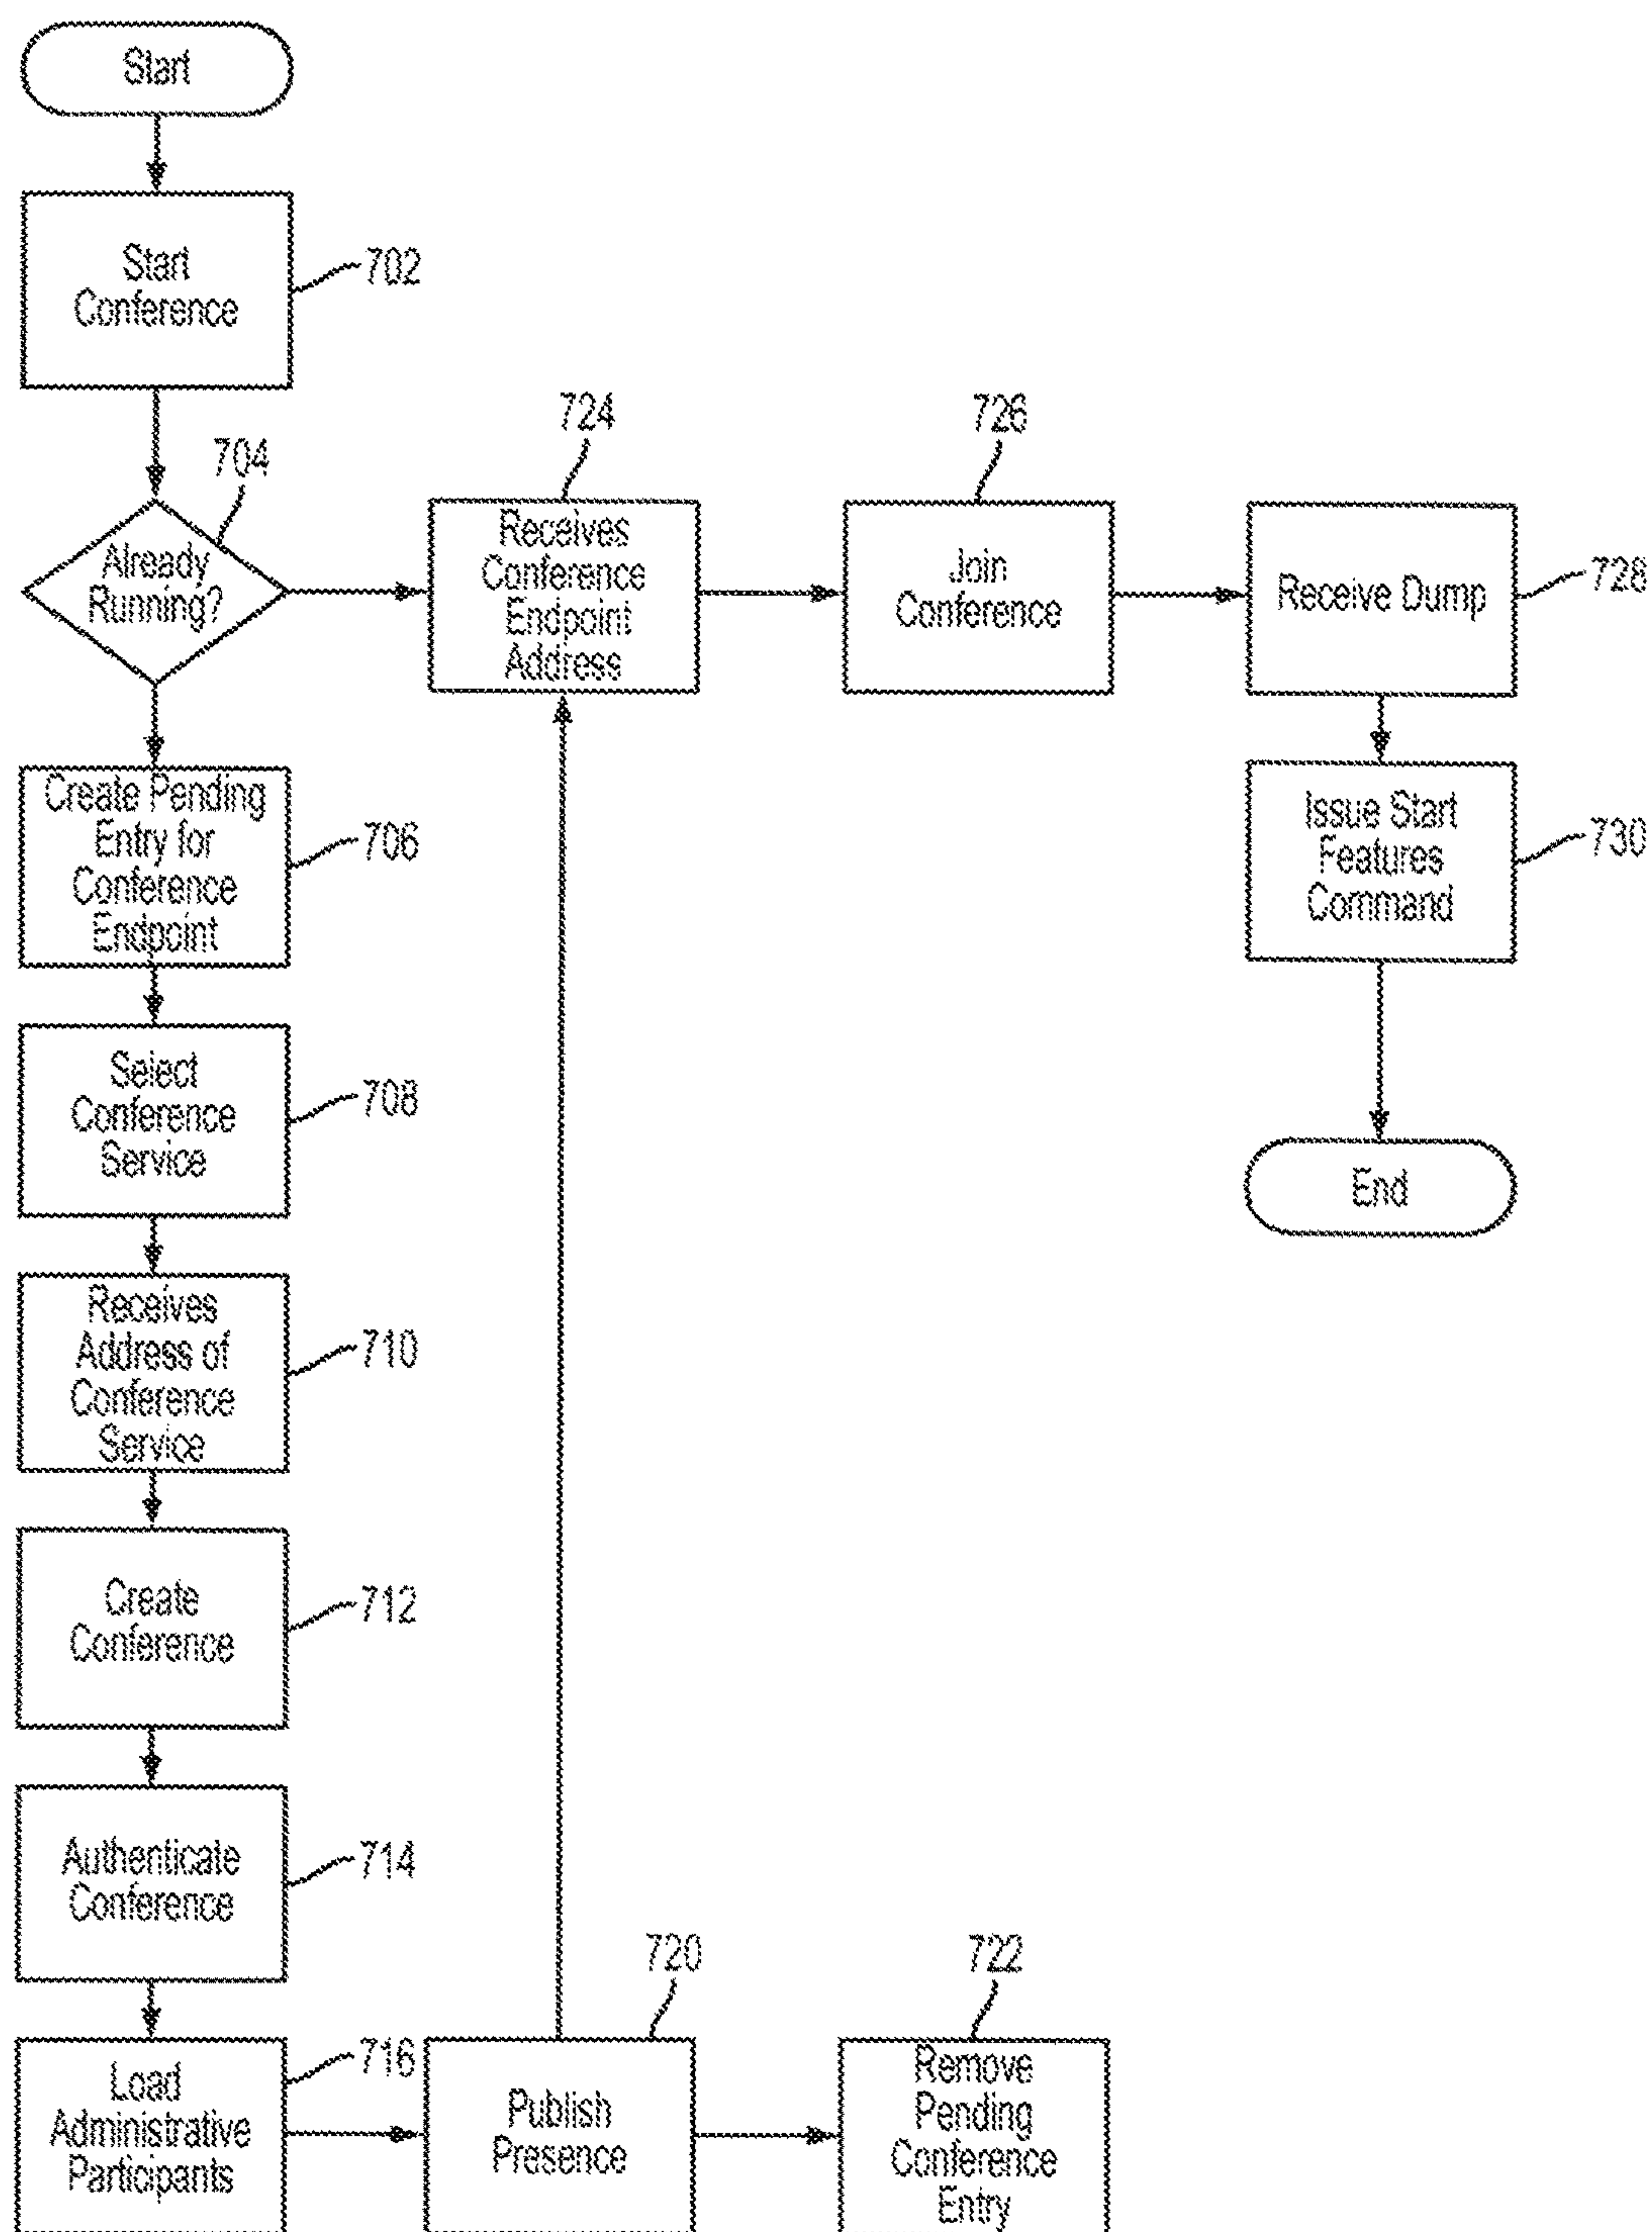 Start
Start
Conference
702
704
Already
Running?
724
Receives
Conference
Endpoint
Address
726
Join
Conference
Receive Dump
728
Create Pending
Entry for
Conference
Endpoint
706
Issue Start
Features
Command
730
Select
Conference
Service
708
End
Receives
Address of
Conference
Service
710
Create
Conference
712
Authenticate
Conference
714
Load
Administrative
Participants
716
720
Publish
Presence
722
Remove
Pending
Conference
Entry